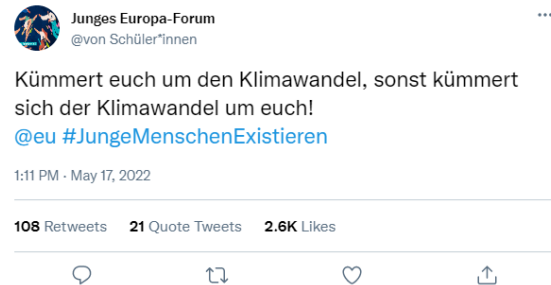 Junges Europa-Forum
@von Schüler*innen
Kümmert euch um den Klimawandel, sonst kümmert
sich der Klimawandel um euch!
@eu #JungeMenschenExistieren
1:11 PM · May 17, 2022
108 Retweets 21 Quote Tweets 2.6K Likes